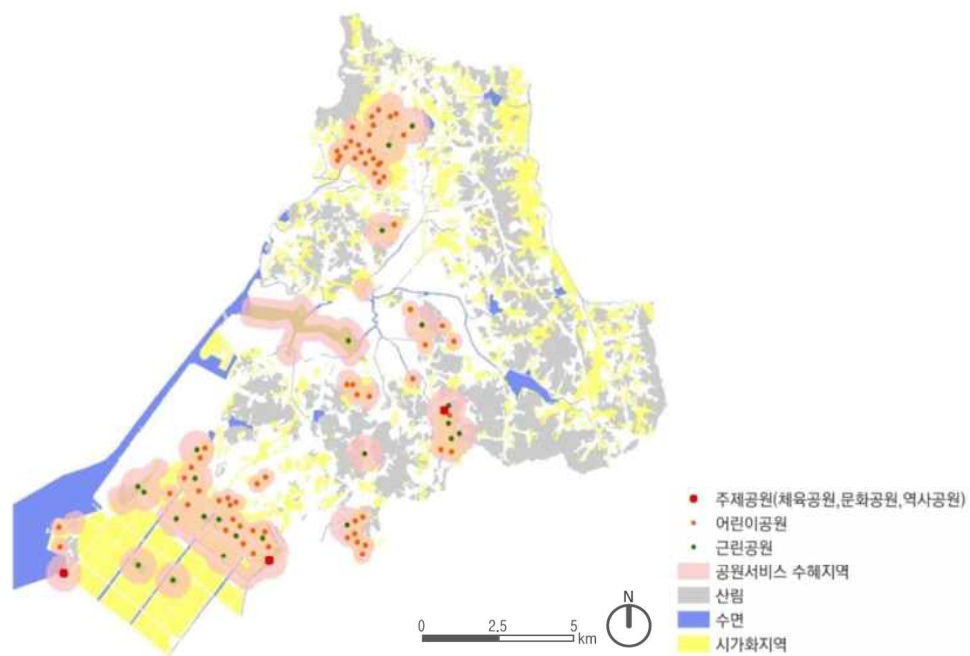 주제공원(체육공원,문화공원,역사공원)
어린이공원
근린공원
공원서비스 수혜지역
산림
수면
시가화지역
0 2.5 5 km
N